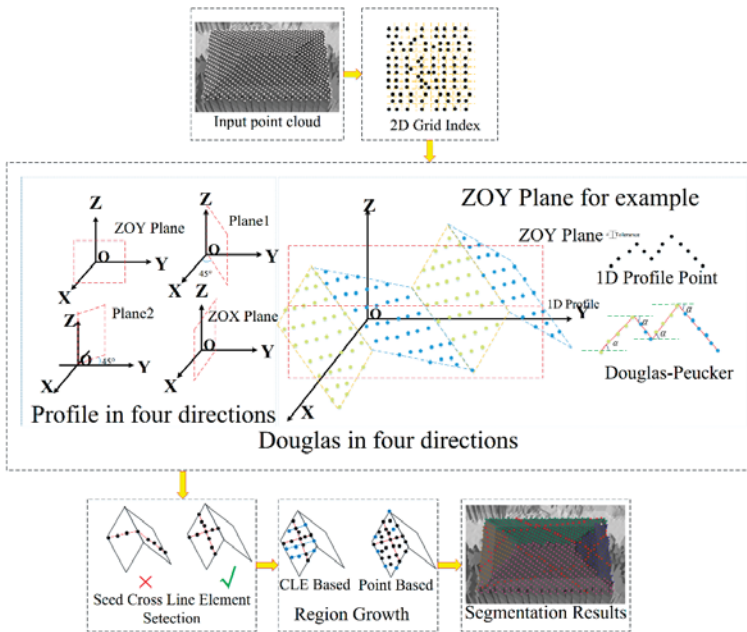 Input point cloud
2D Grid Index
Z
ZOY Plane
O
Y
X
Z
Plane1
O
Y
45°
X
Plane2
Z
O
45°
Y
X
Z
ZOX Plane
O
Y
X
Profile in four directions
ZOY Plane for example
Z
1D Profile
O
Y
X
Douglas in four directions
ZOY Plane
Tolerance
1D Profile Point
α
α
α
α
Douglas-Peucker
Seed Cross Line Element
Selection
CLE Based
Point Based
Region Growth
Segmentation Results